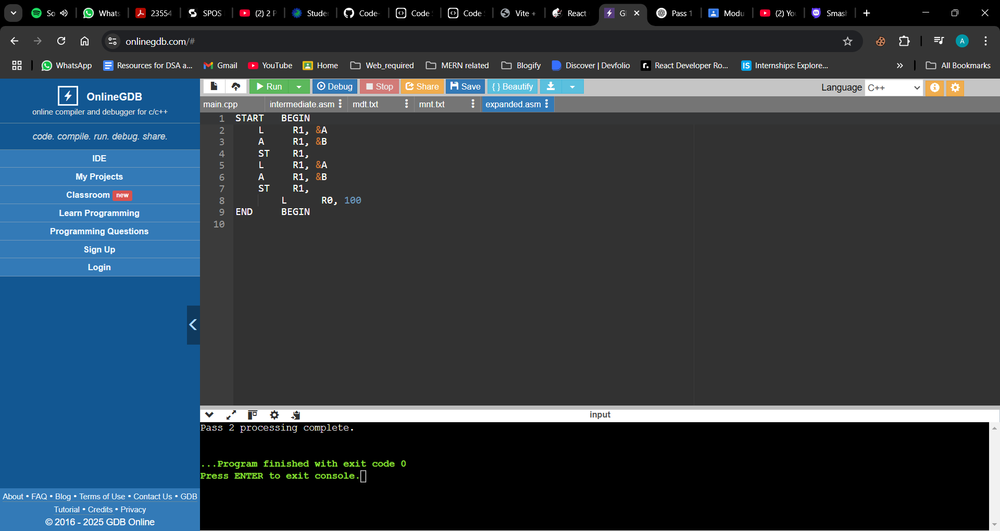 So
Whats
23554
SPOS
(2) 2 P
Studen
Code-
Code
Code
Vite +
React
G
Pass 1
Modu
(2) Yo
Smash
onlinegdb.com/#
A
WhatsApp
Resources for DSA a...
Gmail
YouTube
Home
Web_required
MERN related
Blogify
Discover | Devfolio
r.
React Developer Ro...
IS
Internships: Explore...
All Bookmarks
OnlineGDB
online compiler and debugger for c/c++
code. compile. run. debug. share.
IDE
My Projects
Classroom new
Learn Programming
Programming Questions
Sign Up
Login
About • FAQ • Blog • Terms of Use • Contact Us • GDB
Tutorial • Credits • Privacy
© 2016 - 2025 GDB Online
Run Debug Stop Share Save { } Beautify
Language C++
main.cpp intermediate.asm mdt.txt mnt.txt expanded.asm
1 START BEGIN
2 L R1, &A
3 A R1, &B
4 ST R1,
5 L R1, &A
6 A R1, &B
7 ST R1,
8 L R0, 100
9 END BEGIN
10
input
Pass 2 processing complete.
...Program finished with exit code 0
Press ENTER to exit console.